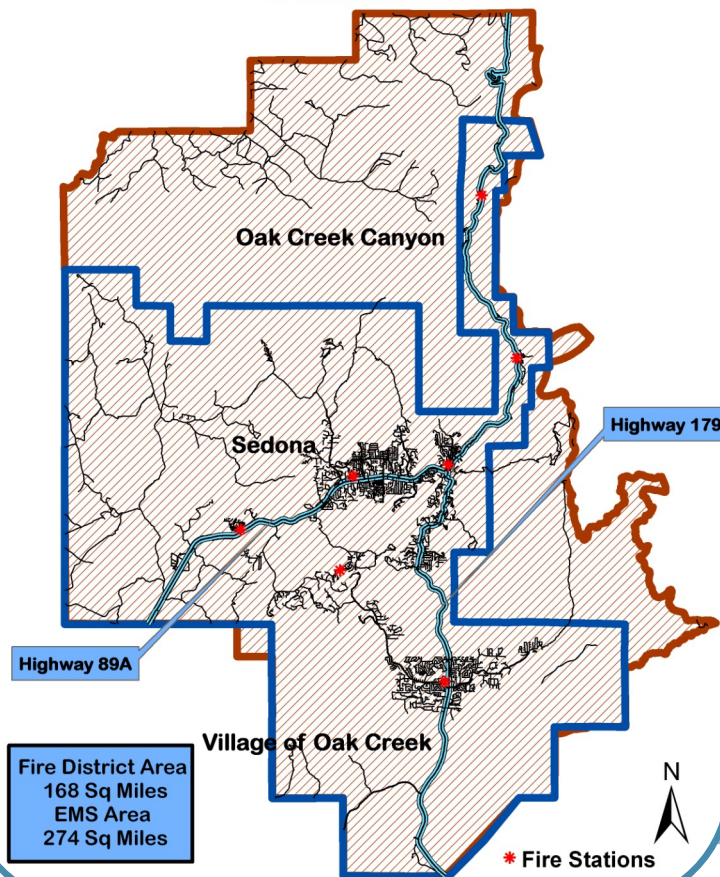 Oak Creek Canyon
Highway 179
Sedona
Highway 89A
Village of Oak Creek
Fire District Area
168 Sq Miles
EMS Area
274 Sq Miles
N
* Fire Stations